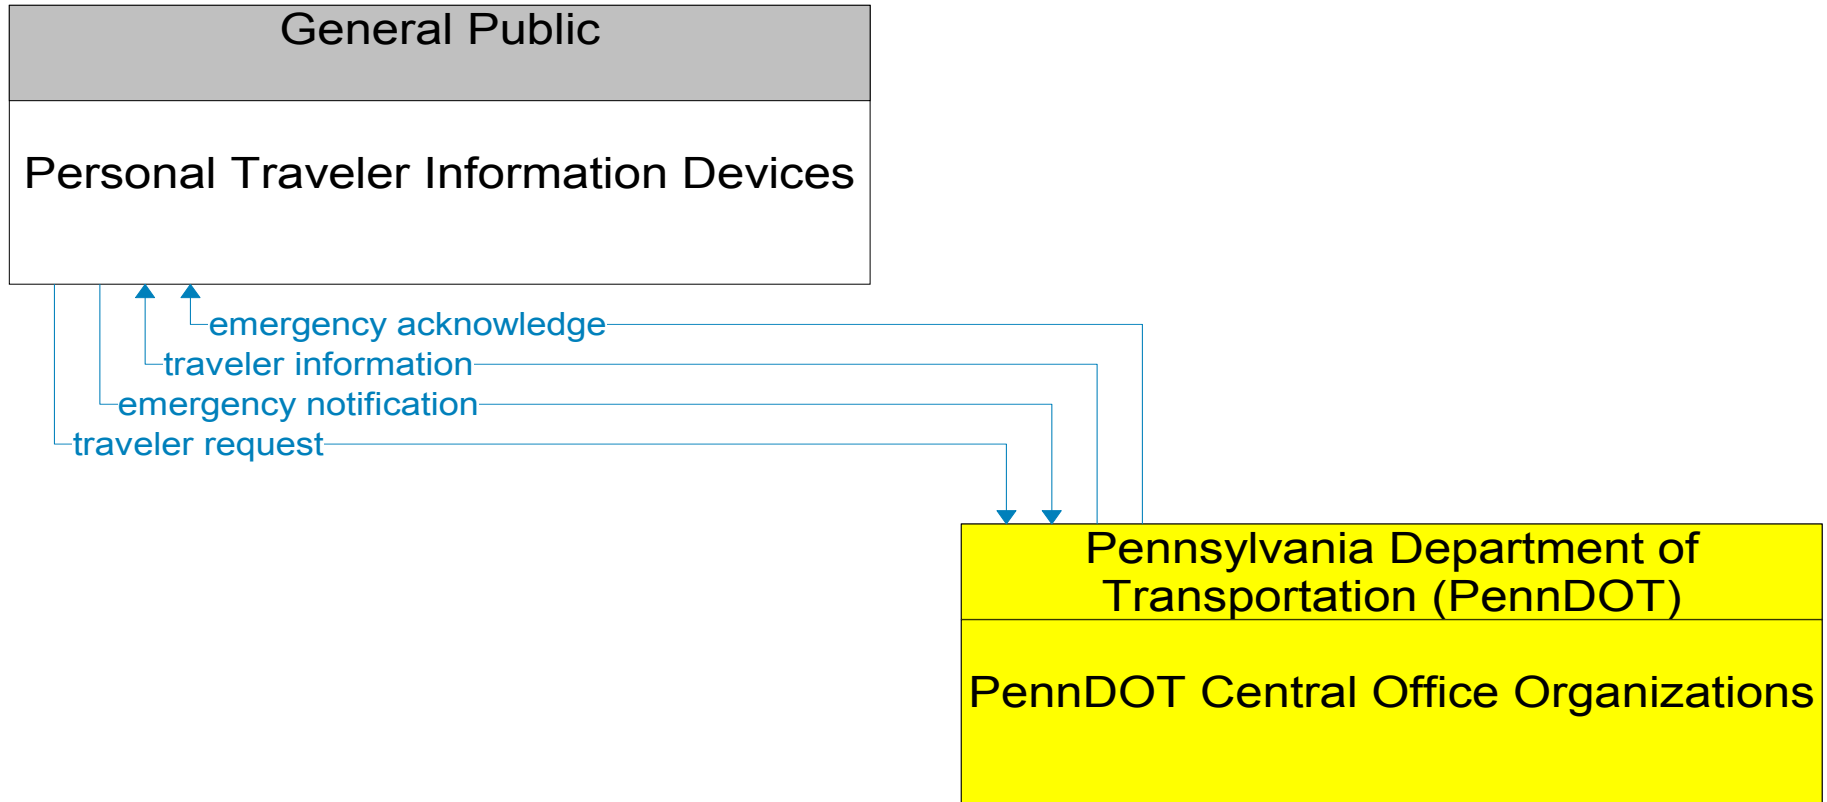 General Public
Personal Traveler Information Devices
emergency acknowledge
traveler information
emergency notification
traveler request
Pennsylvania Department of
Transportation (PennDOT)
PennDOT Central Office Organizations